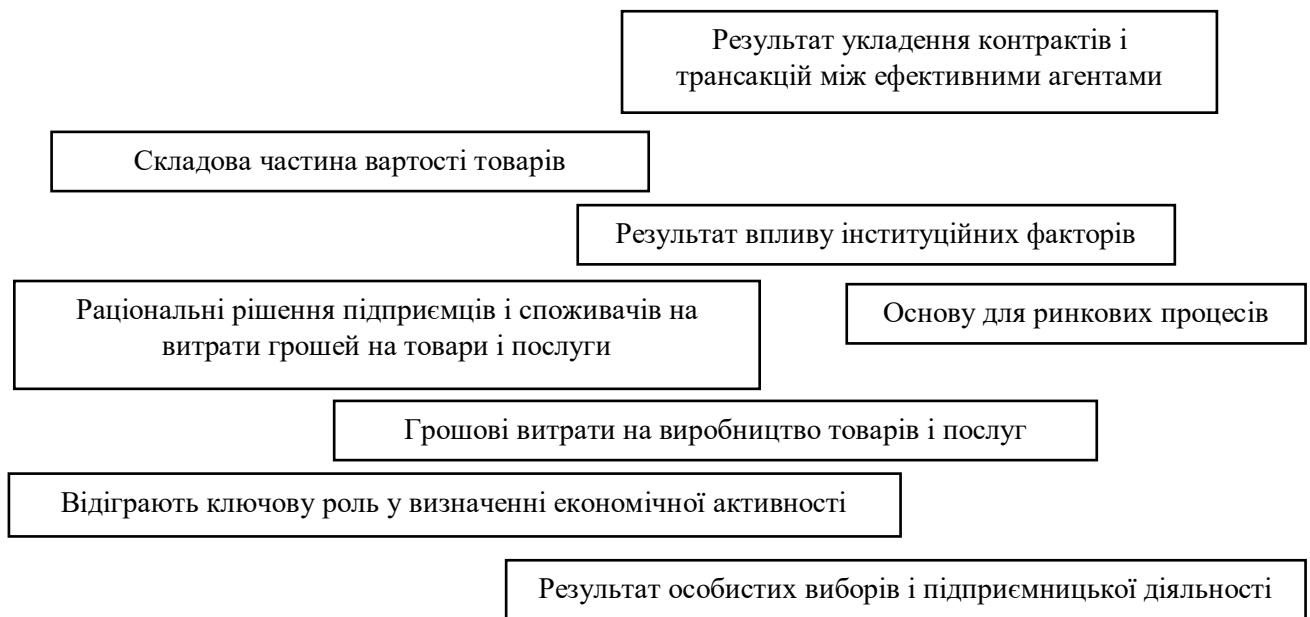 Результат укладення контрактів і
трансакцій між ефективними агентами
Складова частина вартості товарів
Результат впливу інституційних факторів
Раціональні рішення підприємців і споживачів на
витрати грошей на товари і послуги
Основу для ринкових процесів
Грошові витрати на виробництво товарів і послуг
Відіграють ключову роль у визначенні економічної активності
Результат особистих виборів і підприємницької діяльності